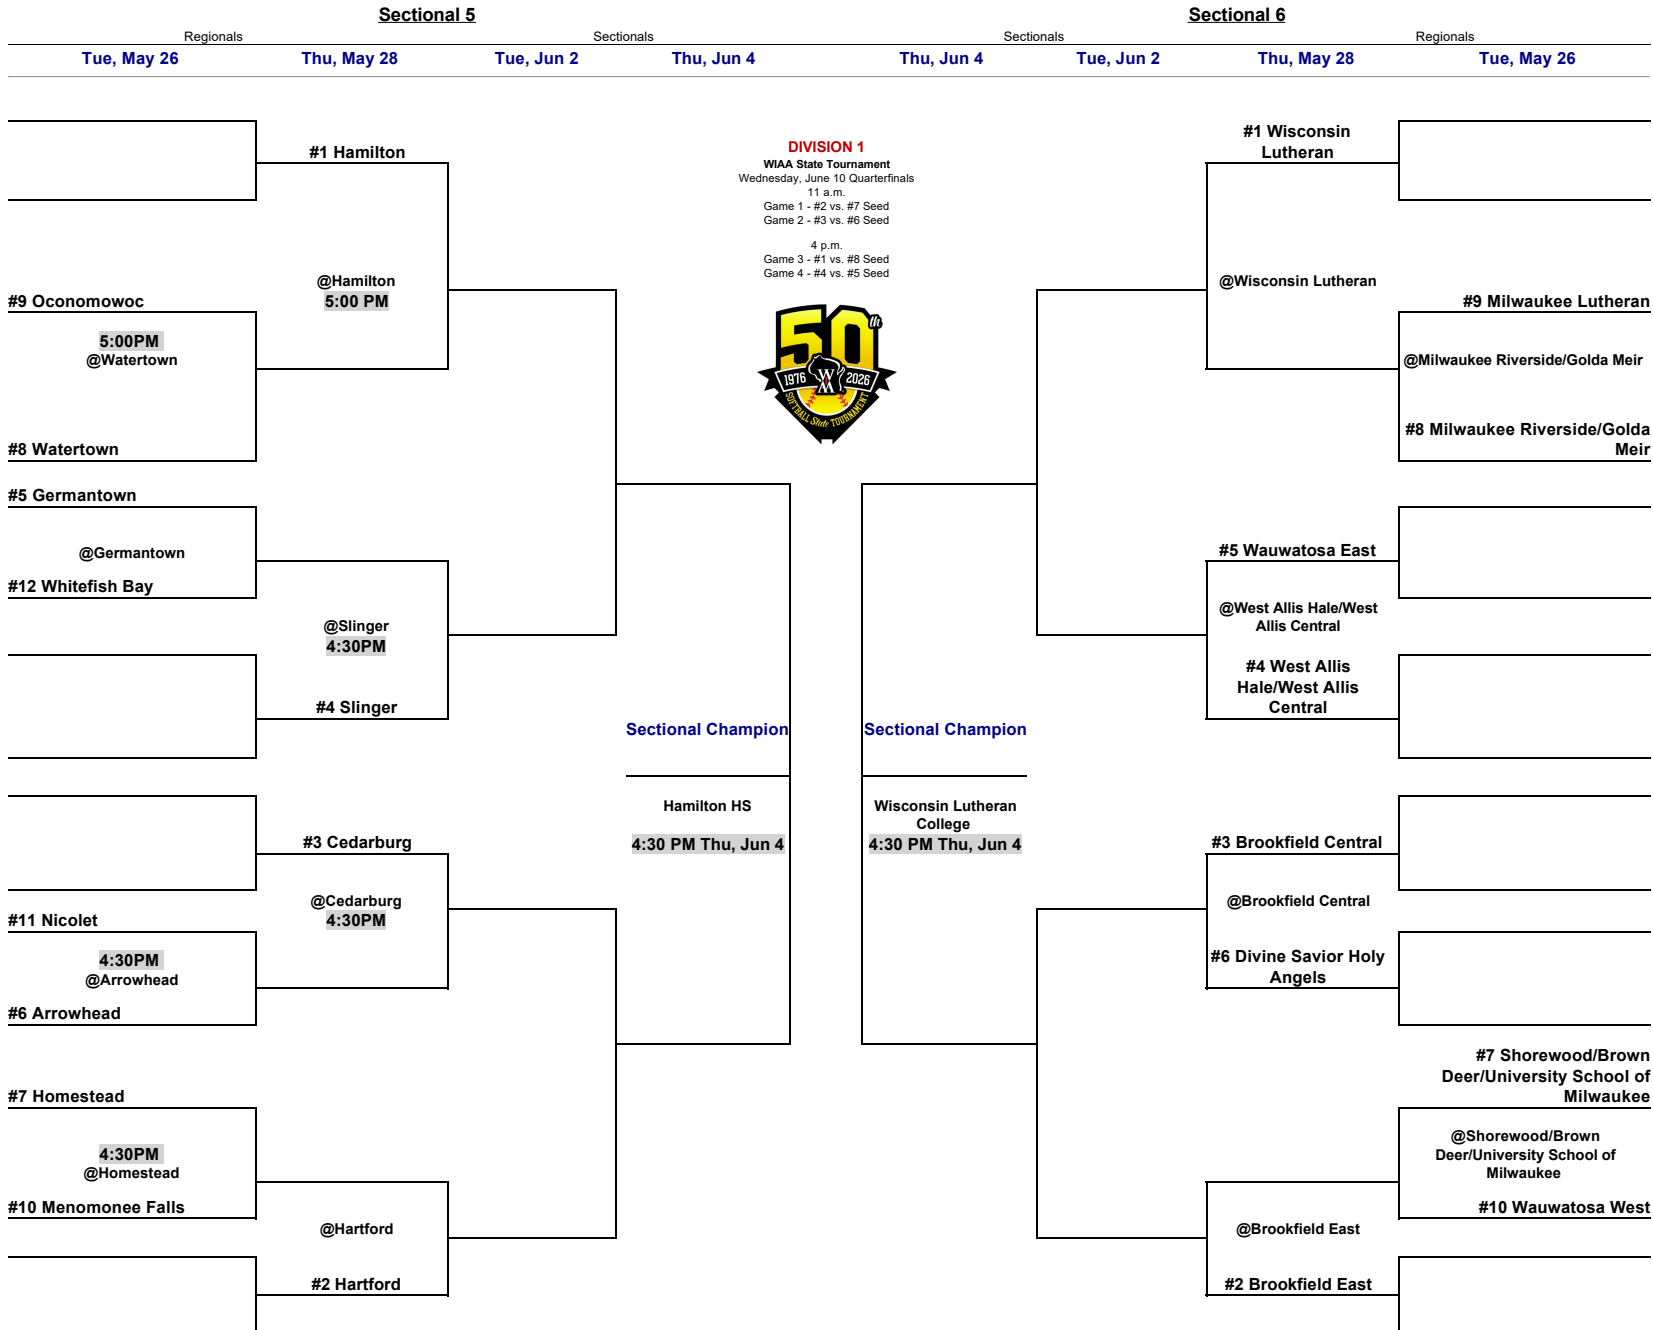 Sectional 5
Sectional 6
Regionals
Sectionals
Sectionals
Regionals
Tue, May 26
Thu, May 28
Tue, Jun 2
Thu, Jun 4
Thu, Jun 4
Tue, Jun 2
Thu, May 28
Tue, May 26
#1 Hamilton
@Hamilton
5:00 PM
#9 Oconomowoc
5:00PM
@Watertown
#8 Watertown
#5 Germantown
@Germantown
#12 Whitefish Bay
@Slinger
4:30PM
#4 Slinger
#3 Cedarburg
@Cedarburg
4:30PM
#11 Nicolet
4:30PM
@Arrowhead
#6 Arrowhead
#7 Homestead
4:30PM
@Homestead
#10 Menomonee Falls
@Hartford
#2 Hartford
DIVISION 1
WIAA State Tournament
Wednesday, June 10 Quarterfinals
11 a.m.
Game 1 - #2 vs. #7 Seed
Game 2 - #3 vs. #6 Seed
4 p.m.
Game 3 - #1 vs. #8 Seed
Game 4 - #4 vs. #5 Seed
50th
1976 WIAA 2026
SOFTBALL State TOURNAMENT
Sectional Champion
Hamilton HS
4:30 PM Thu, Jun 4
Sectional Champion
Wisconsin Lutheran
College
4:30 PM Thu, Jun 4
#1 Wisconsin
Lutheran
@Wisconsin Lutheran
#9 Milwaukee Lutheran
@Milwaukee Riverside/Golda Meir
#8 Milwaukee Riverside/Golda
Meir
#5 Wauwatosa East
@West Allis Hale/West
Allis Central
#4 West Allis
Hale/West Allis
Central
#3 Brookfield Central
@Brookfield Central
#6 Divine Savior Holy
Angels
#7 Shorewood/Brown
Deer/University School of
Milwaukee
@Shorewood/Brown
Deer/University School of
Milwaukee
#10 Wauwatosa West
@Brookfield East
#2 Brookfield East